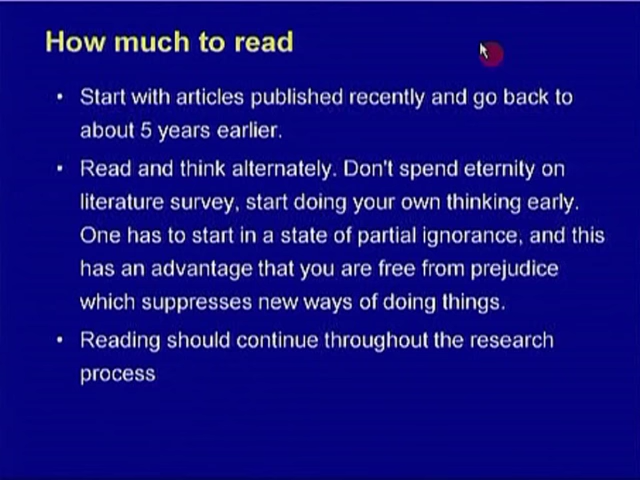 How much to read
• Start with articles published recently and go back to
about 5 years earlier.
• Read and think alternately. Don't spend eternity on
literature survey, start doing your own thinking early.
One has to start in a state of partial ignorance, and this
has an advantage that you are free from prejudice
which suppresses new ways of doing things.
• Reading should continue throughout the research
process